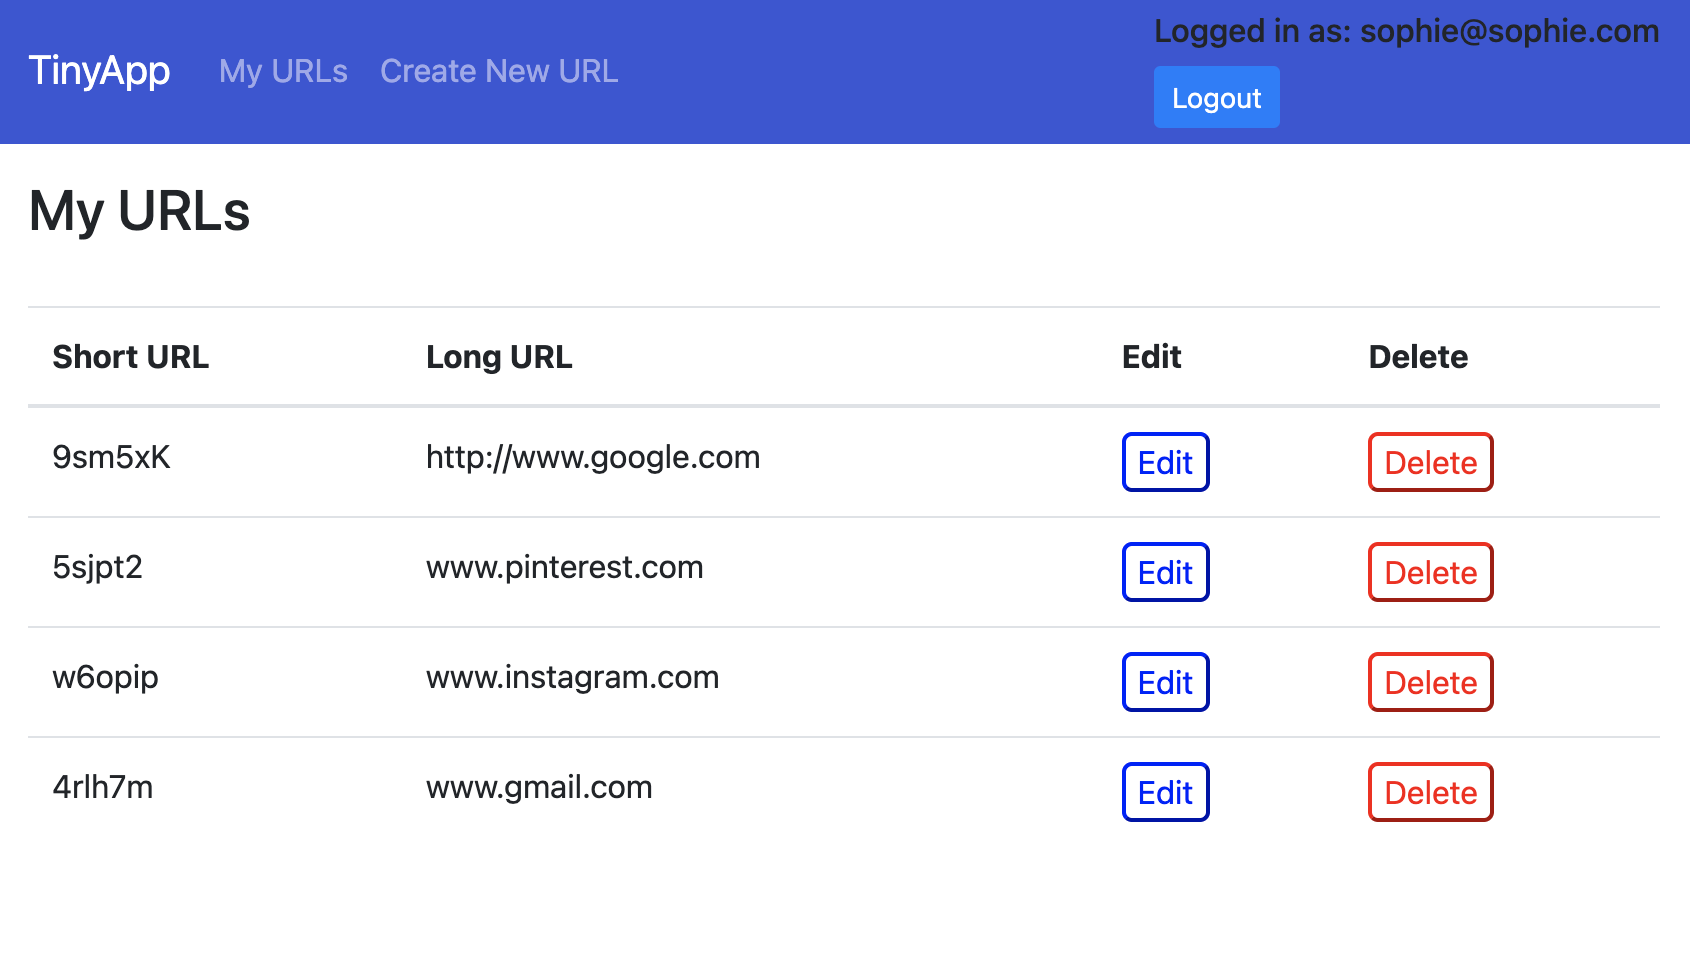 Logged in as: sophie@sophie.com
TinyApp My URLs Create New URL
Logout
My URLs
Short URL Long URL Edit Delete
9sm5xK http://www.google.com Edit Delete
5sjpt2 www.pinterest.com Edit Delete
w6opip www.instagram.com Edit Delete
4rlh7m www.gmail.com Edit Delete